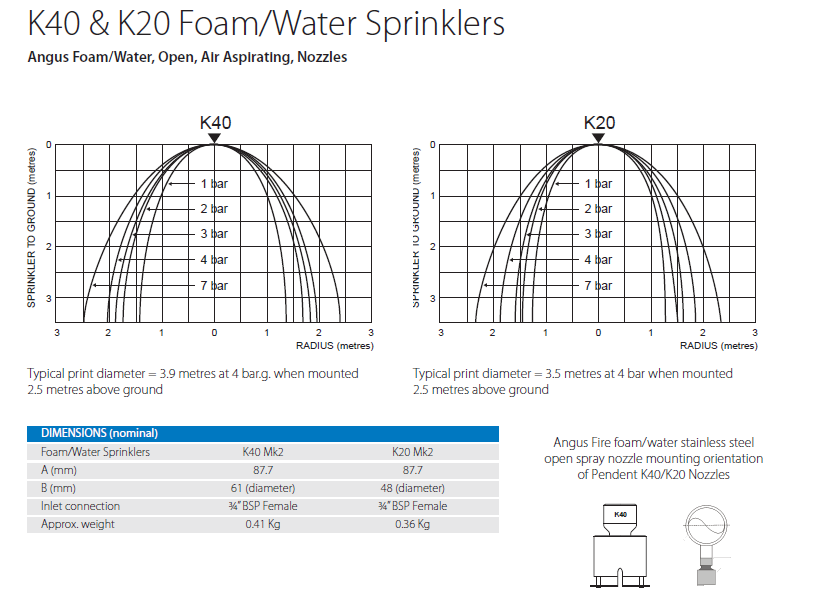 K40 & K20 Foam/Water Sprinklers
Angus Foam/Water, Open, Air Aspirating, Nozzles
K40
0
1
2
3
SPRINKLER TO GROUND (metres)
1 bar
2 bar
3 bar
4 bar
7 bar
3 2 1 0 1 2 3
RADIUS (metres)
Typical print diameter = 3.9 metres at 4 bar.g. when mounted
2.5 metres above ground
K20
0
1
2
3
SPRINKLER TO GROUND (metres)
1 bar
2 bar
3 bar
4 bar
7 bar
3 2 1 0 1 2 3
RADIUS (metres)
Typical print diameter = 3.5 metres at 4 bar when mounted
2.5 metres above ground
DIMENSIONS (nominal)
Foam/Water Sprinklers K40 Mk2 K20 Mk2
A (mm) 87.7 87.7
B (mm) 61 (diameter) 48 (diameter)
Inlet connection ¾" BSP Female ¾" BSP Female
Approx. weight 0.41 Kg 0.36 Kg
Angus Fire foam/water stainless steel
open spray nozzle mounting orientation
of Pendent K40/K20 Nozzles
K40